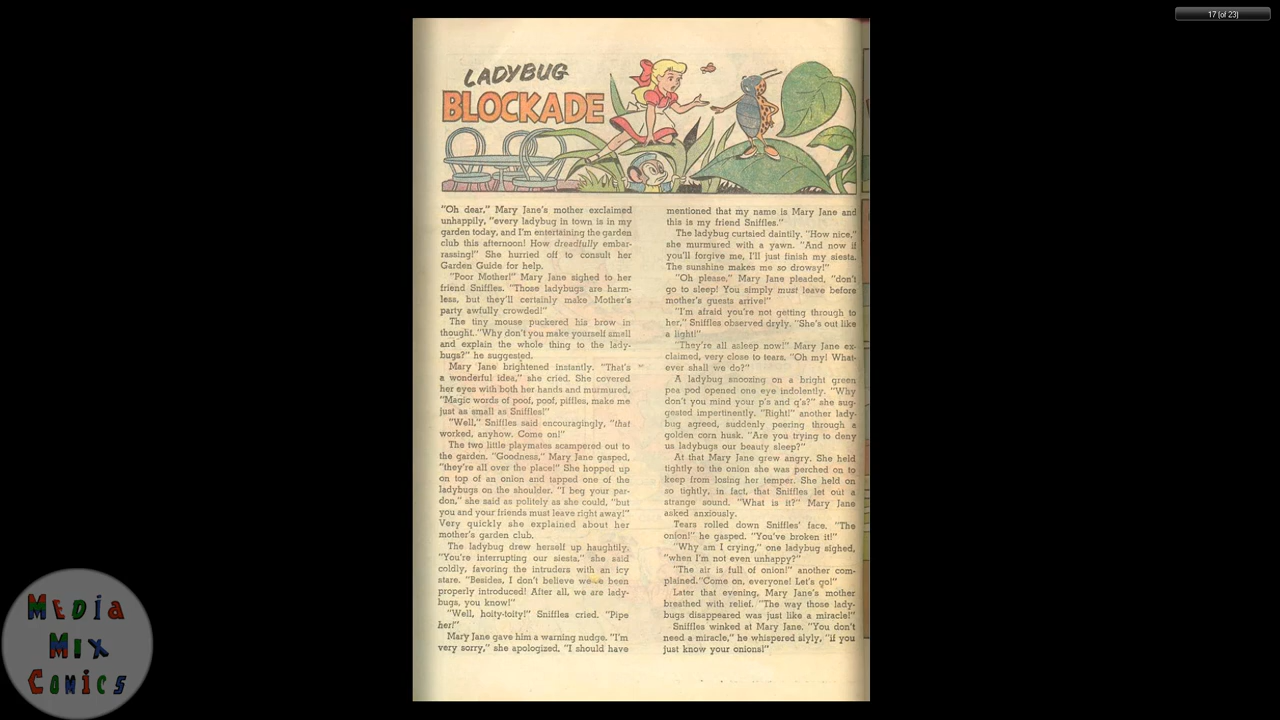 17 (of 23)
LADYBUG
BLOCKADE
"Oh dear," Mary Jane's mother exclaimed
unhappily, "every ladybug in town is in my
garden today, and I'm entertaining the garden
club this afternoon! How dreadfully embar-
rassing!" She hurried off to consult her
Garden Guide for help.
"Poor Mother!" Mary Jane sighed to her
friend Sniffles. "Those ladybugs are harm-
less, but they'll certainly make Mother's
party awfully crowded!"
The tiny mouse puckered his brow in
thought. "Why don't you make yourself small
and explain the whole thing to the lady-
bugs?" he suggested.
Mary Jane brightened instantly. "That's
a wonderful idea," she cried. She covered
her eyes with both her hands and murmured,
"Magic words of poof, poof, piffles, make me
just as small as Sniffles!"
"Well," Sniffles said encouragingly, "that
worked, anyhow. Come on!"
The two little playmates scampered out to
the garden. "Goodness," Mary Jane gasped,
"they're all over the place!" She hopped up
on top of an onion and tapped one of the
ladybugs on the shoulder. "I beg your par-
don," she said as politely as she could, "but
you and your friends must leave right away!"
Very quickly she explained about her
mother's garden club.
The ladybug drew herself up haughtily.
"You're interrupting our siesta," she said
coldly, favoring the intruders with an icy
stare. "Besides, I don't believe we've been
properly introduced! After all, we are lady-
bugs, you know!"
"Well, hoity-toity!" Sniffles cried. "Pipe
her!"
Mary Jane gave him a warning nudge. "I'm
very sorry," she apologized, "I should have
mentioned that my name is Mary Jane and
this is my friend Sniffles."
The ladybug curtsied daintily. "How nice,"
she murmured with a yawn. "And now if
you'll forgive me, I'll just finish my siesta.
The sunshine makes me so drowsy!"
"Oh please," Mary Jane pleaded, "don't
go to sleep! You simply must leave before
mother's guests arrive!"
"I'm afraid you're not getting through to
her," Sniffles observed dryly. "She's out like
a light!"
"They're all asleep now!" Mary Jane ex-
claimed, very close to tears. "Oh my! What-
ever shall we do?"
A ladybug snoozing on a bright green
pea pod opened one eye indolently. "Why
don't you mind your p's and q's?" she sug-
gested impertinently. "Right!" another lady-
bug agreed, suddenly peering through a
golden corn husk. "Are you trying to deny
us ladybugs our beauty sleep?"
At that Mary Jane grew angry. She held
tightly to the onion she was perched on to
keep from losing her temper. She held on
so tightly, in fact, that Sniffles let out a
strange sound. "What is it?" Mary Jane
asked anxiously.
Tears rolled down Sniffles' face. "The
onion!" he gasped. "You've broken it!"
"Why am I crying," one ladybug sighed,
"when I'm not even unhappy?"
"The air is full of onion!" another com-
plained. "Come on, everyone! Let's go!"
Later that evening, Mary Jane's mother
breathed with relief. "The way those lady-
bugs disappeared was just like a miracle!"
Sniffles winked at Mary Jane. "You don't
need a miracle," he whispered slyly, "if you
just know your onions!"
MEDIA
MIX
COMICS